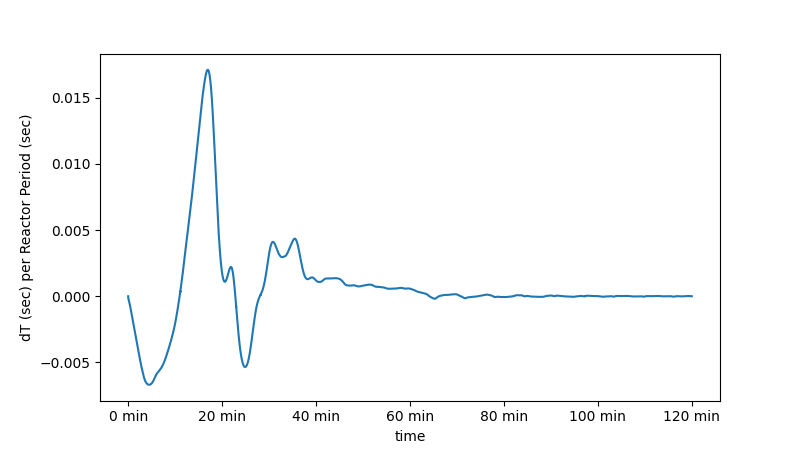 dT (sec) per Reactor Period (sec)
0.015
0.010
0.005
0.000
−0.005
0 min
20 min
40 min
60 min
80 min
100 min
120 min
time